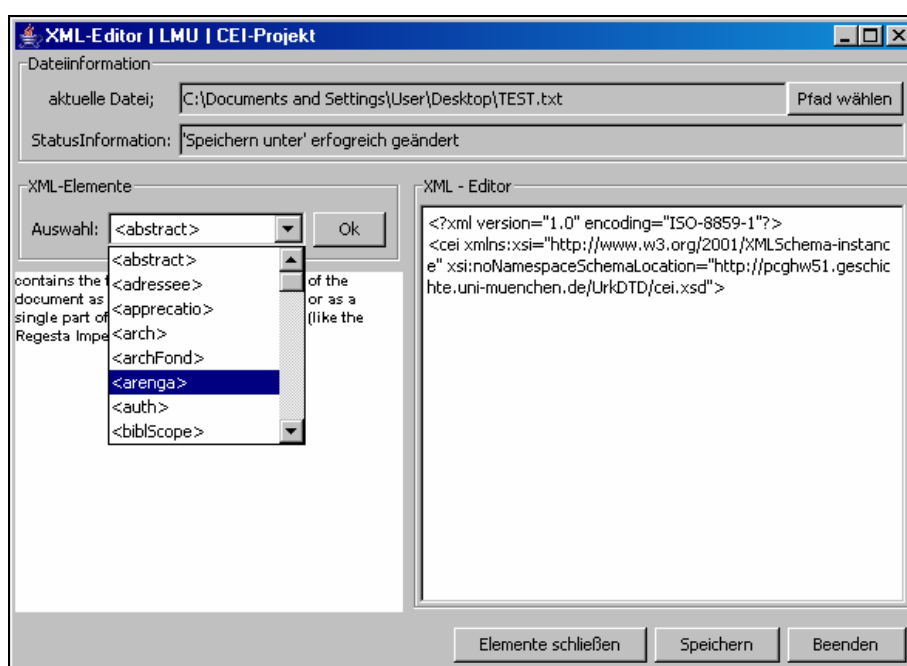 XML-Editor | LMU | CEI-Projekt
Dateiinformation
aktuelle Datei; C:\Documents and Settings\User\Desktop\TEST.txt Pfad wählen
StatusInformation: 'Speichern unter' erfogreich geändert
XML-Elemente
Auswahl: <abstract> Ok
<abstract>
<adressee>
<apprecatio>
<arch>
<archFond>
<arenga>
<auth>
<biblScope>
contains the of the
document as or as a
single part of (like the
Regesta
XML - Editor
<?xml version="1.0" encoding="ISO-8859-1"?>
<cei xmlns:xsi="http://www.w3.org/2001/XMLSchema-instanc
e" xsi:noNamespaceSchemaLocation="http://pcghw51.geschic
hte.uni-muenchen.de/UrkDTD/cei.xsd">
Elemente schließen Speichern Beenden